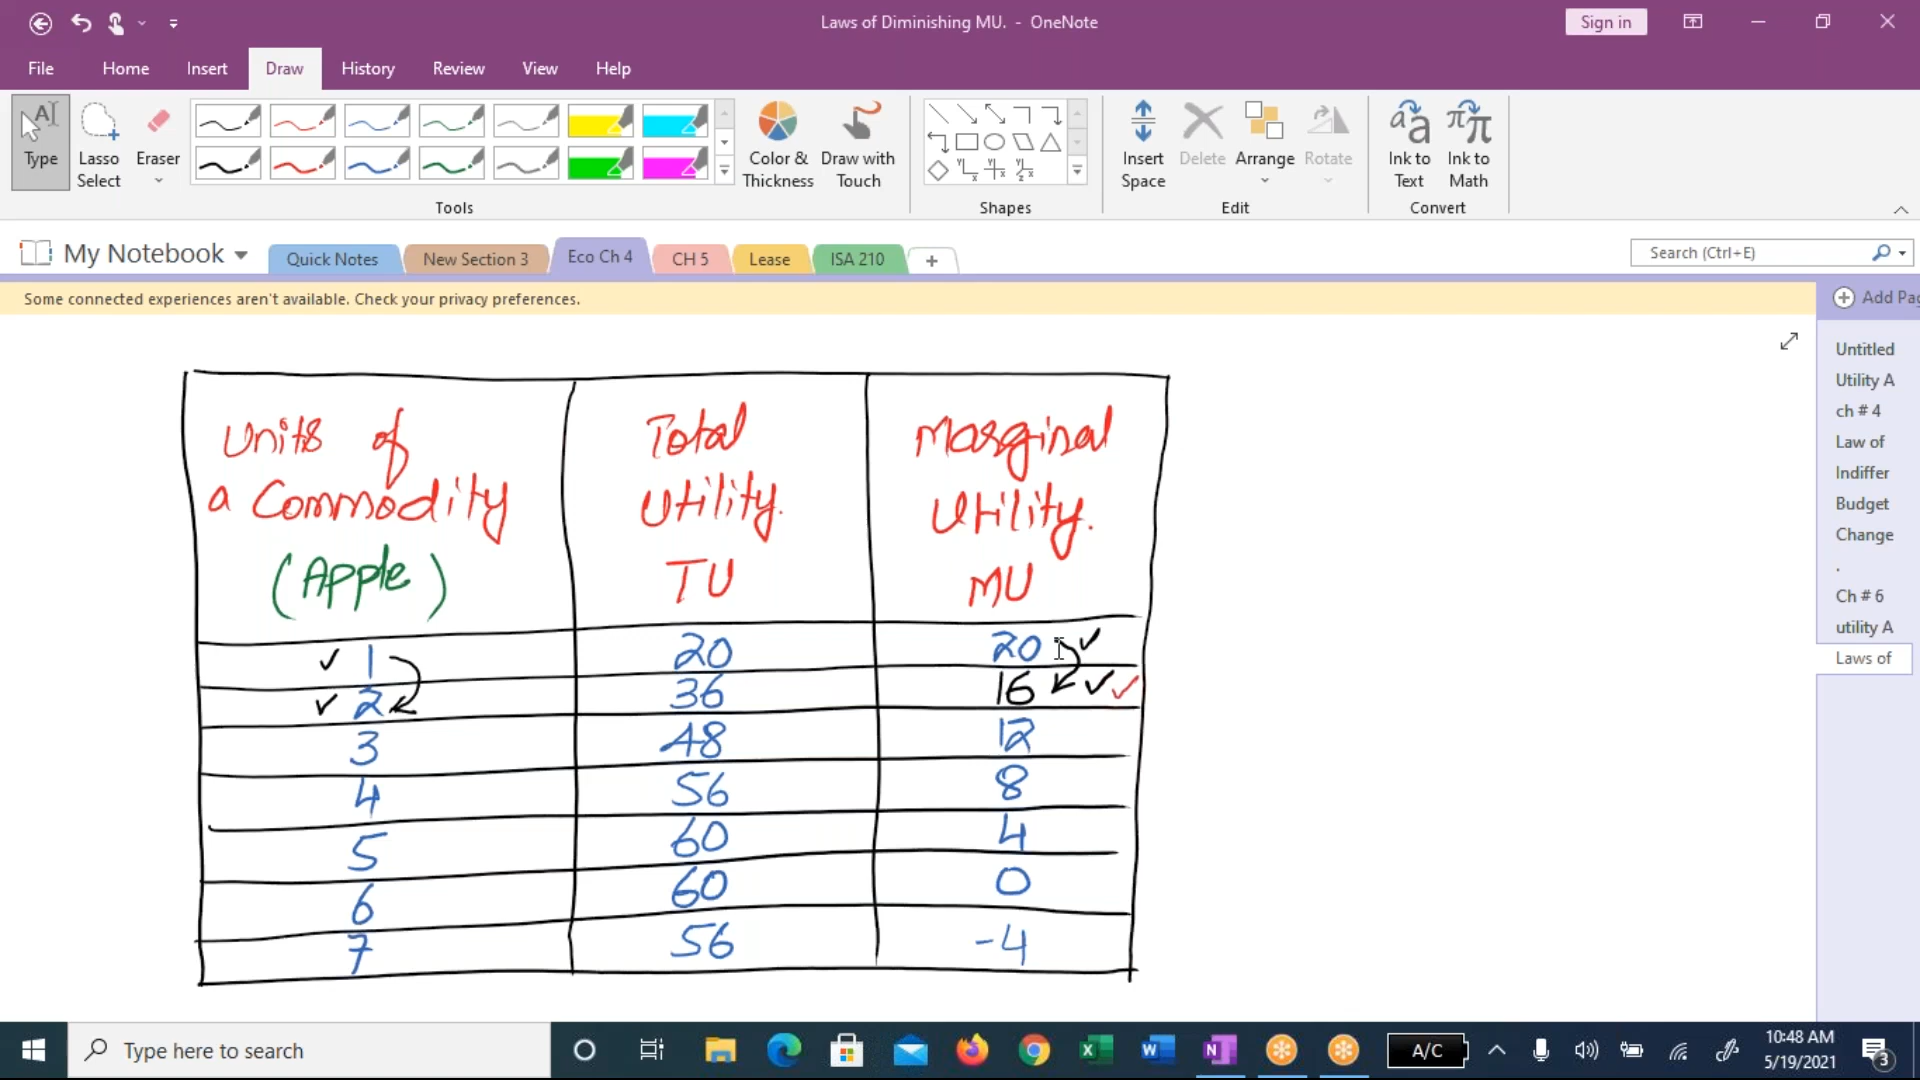 Laws of Diminishing MU. - OneNote
Sign in
File Home Insert Draw History Review View Help
Type
Lasso Select
Eraser
Color & Thickness
Draw with Touch
Insert Space
Delete
Arrange
Rotate
Ink to Text
Ink to Math
Tools Shapes Edit Convert
My Notebook Quick Notes New Section 3 Eco Ch 4 CH 5 Lease ISA 210
Search (Ctrl+E)
Some connected experiences aren't available. Check your privacy preferences.
Add Pag
Untitled
Utility A
ch # 4
Law of
Indiffer
Budget
Change
.
Ch # 6
utility A
Laws of
Units of a Commodity (Apple)
Total Utility. TU
Marginal Utility. MU
1 20 20
2 36 16
3 48 12
4 56 8
5 60 4
6 60 0
7 56 -4
Type here to search
A/C
10:48 AM
5/19/2021
3